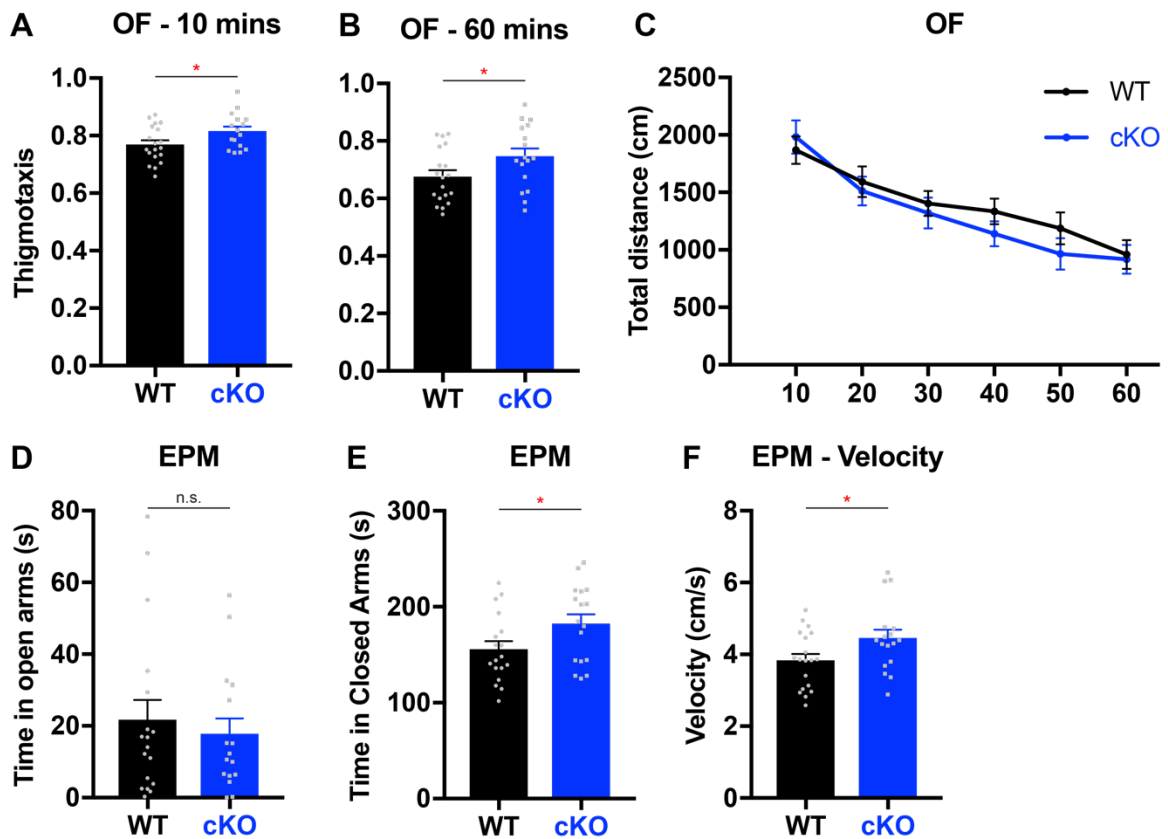 A
OF - 10 mins
*
Thigmotaxis
1.0
0.8
0.6
0.4
0.2
0.0
WT
cKO
B
OF - 60 mins
*
1.0
0.8
0.6
0.4
0.2
0.0
WT
cKO
C
OF
Total distance (cm)
2500
2000
1500
1000
500
0
10 20 30 40 50 60
WT
cKO
D
EPM
n.s.
Time in open arms (s)
80
60
40
20
0
WT
cKO
E
EPM
*
Time in Closed Arms (s)
300
200
100
0
WT
cKO
F
EPM - Velocity
*
Velocity (cm/s)
8
6
4
2
0
WT
cKO